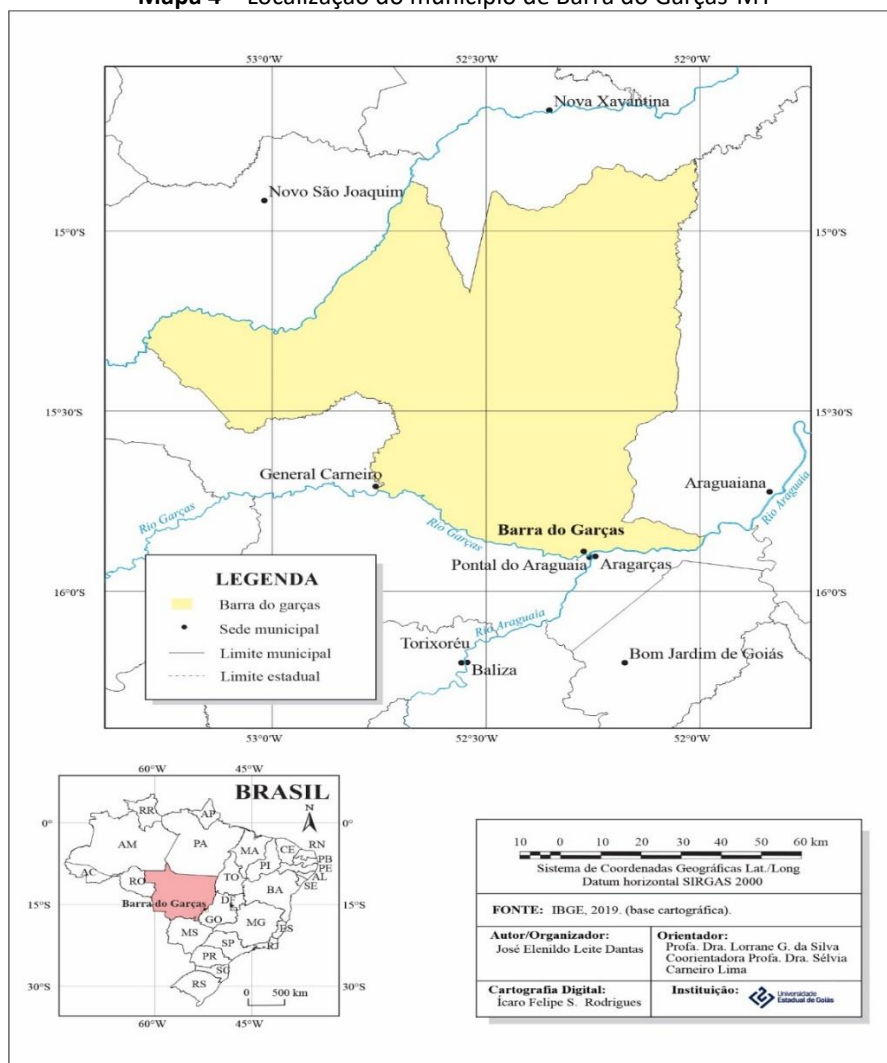 Mapa 4 – Localização do município de Barra do Garças-MT
53°0'W 52°30'W 52°0'W
Nova Xavantina
Novo São Joaquim
15°0'S 15°0'S
15°30'S 15°30'S
General Carneiro
Araguaiana
Rio Garças
Rio Garças
Rio Araguaia
Barra do Garças
Pontal do Araguaia
Aragarças
16°0'S 16°0'S
Rio Araguaia
Torixoréu
Baliza
Bom Jardim de Goiás
LEGENDA
Barra do garças
Sede municipal
Limite municipal
Limite estadual
53°0'W 52°30'W 52°0'W
60°W 45°W
BRASIL
N
RR
AP
0° 0°
AM
PA
MA
CE
RN
PB
PE
AL
SE
PI
AC
RO
TO
BA
Barra do Garças
DF
15°S 15°S
GO
MG
ES
MS
SP
RJ
PR
SC
RS
0 500 km
30°S 30°S
60°W 45°W
10 0 10 20 30 40 50 60 km
Sistema de Coordenadas Geográficas Lat./Long
Datum horizontal SIRGAS 2000
FONTE: IBGE, 2019. (base cartográfica).
Autor/Organizador:
José Elenildo Leite Dantas
Orientador:
Profa. Dra. Lorrane G. da Silva
Coorientadora Profa. Dra. Sélvia
Carneiro Lima
Cartografia Digital:
Ícaro Felipe S. Rodrigues
Instituição:
Universidade
Estadual de Goiás